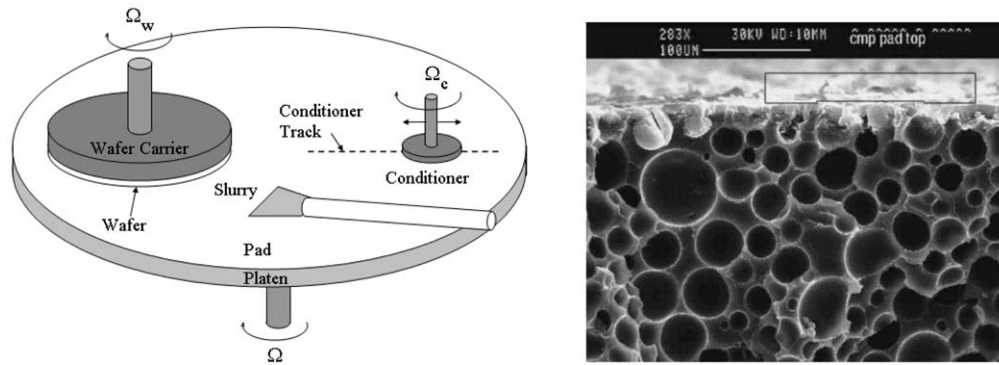 Ωw
Ωc
Conditioner
Track
Wafer Carrier
Conditioner
Slurry
Wafer
Pad
Platen
Ω
283X 30KV WD:10MM
100UM
cmp pad top